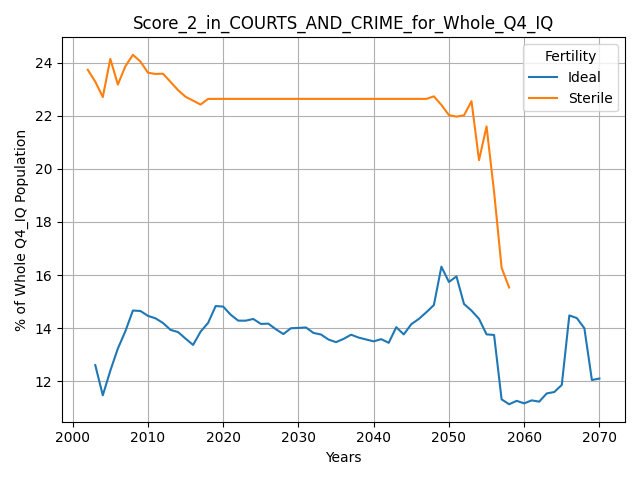 Score_2_in_COURTS_AND_CRIME_for_Whole_Q4_IQ
Fertility
Ideal
Sterile
% of Whole Q4_IQ Population
24
22
20
18
16
14
12
2000 2010 2020 2030 2040 2050 2060 2070
Years